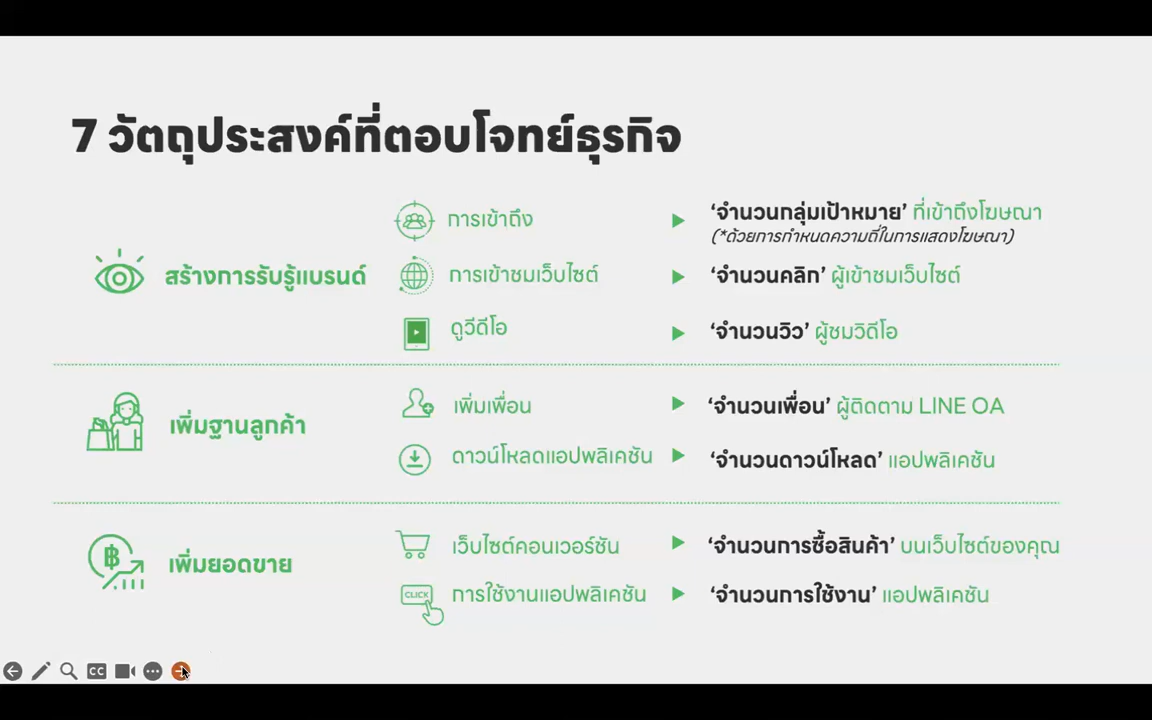 7 วัตถุประสงค์ที่ตอบโจทย์ธุรกิจ
สร้างการรับรู้แบรนด์
การเข้าถึง
‘จำนวนกลุ่มเป้าหมาย’ ที่เข้าถึงโฆษณา
(*ด้วยการกำหนดความถี่ในการแสดงโฆษณา)
การเข้าชมเว็บไซต์
‘จำนวนคลิก’ ผู้เข้าชมเว็บไซต์
ดูวีดีโอ
‘จำนวนวิว’ ผู้ชมวิดีโอ
เพิ่มฐานลูกค้า
เพิ่มเพื่อน
‘จำนวนเพื่อน’ ผู้ติดตาม LINE OA
ดาวน์โหลดแอปพลิเคชัน
‘จำนวนดาวน์โหลด’ แอปพลิเคชัน
เพิ่มยอดขาย
เว็บไซต์คอนเวอร์ชัน
‘จำนวนการซื้อสินค้า’ บนเว็บไซต์ของคุณ
CLICK
การใช้งานแอปพลิเคชัน
‘จำนวนการใช้งาน’ แอปพลิเคชัน
CC